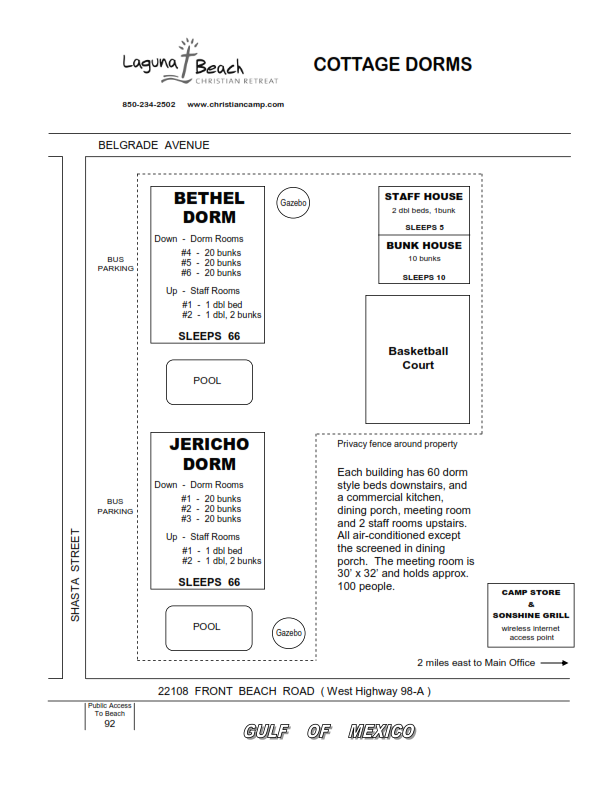 Laguna Beach
CHRISTIAN RETREAT
COTTAGE DORMS
850-234-2502 www.christiancamp.com
BELGRADE AVENUE
BETHEL
DORM
Down - Dorm Rooms
#4 - 20 bunks
#5 - 20 bunks
#6 - 20 bunks
Up - Staff Rooms
#1 - 1 dbl bed
#2 - 1 dbl, 2 bunks
SLEEPS 66
Gazebo
STAFF HOUSE
2 dbl beds, 1bunk
SLEEPS 5
BUNK HOUSE
10 bunks
SLEEPS 10
BUS
PARKING
POOL
Basketball
Court
JERICHO
DORM
Down - Dorm Rooms
#1 - 20 bunks
#2 - 20 bunks
#3 - 20 bunks
Up - Staff Rooms
#1 - 1 dbl bed
#2 - 1 dbl, 2 bunks
SLEEPS 66
BUS
PARKING
Privacy fence around property
Each building has 60 dorm
style beds downstairs, and
a commercial kitchen,
dining porch, meeting room
and 2 staff rooms upstairs.
All air-conditioned except
the screened in dining
porch. The meeting room is
30' x 32' and holds approx.
100 people.
SHASTA STREET
POOL
Gazebo
CAMP STORE
&
SONSHINE GRILL
wireless internet
access point
2 miles east to Main Office
22108 FRONT BEACH ROAD ( West Highway 98-A )
Public Access
To Beach
92
GULF OF MEXICO